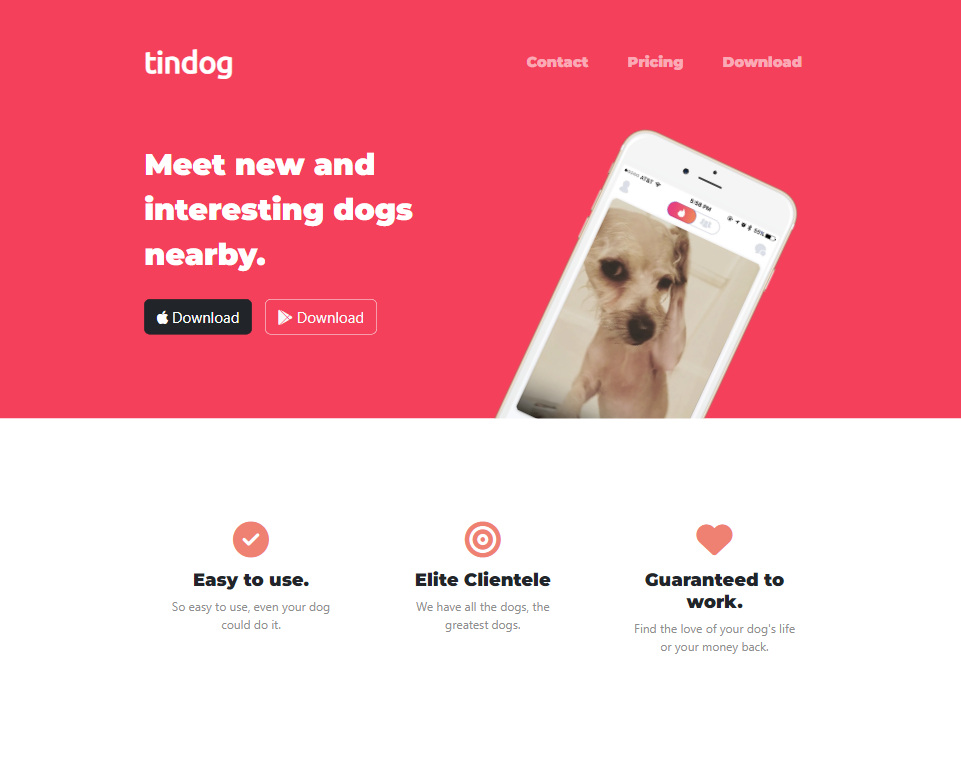 tindog
Contact Pricing Download
Meet new and
interesting dogs
nearby.
Download Download
AT&T 5:58 PM 55%
Easy to use. Elite Clientele Guaranteed to
work.
So easy to use, even your dog
could do it.
We have all the dogs, the
greatest dogs.
Find the love of your dog's life
or your money back.